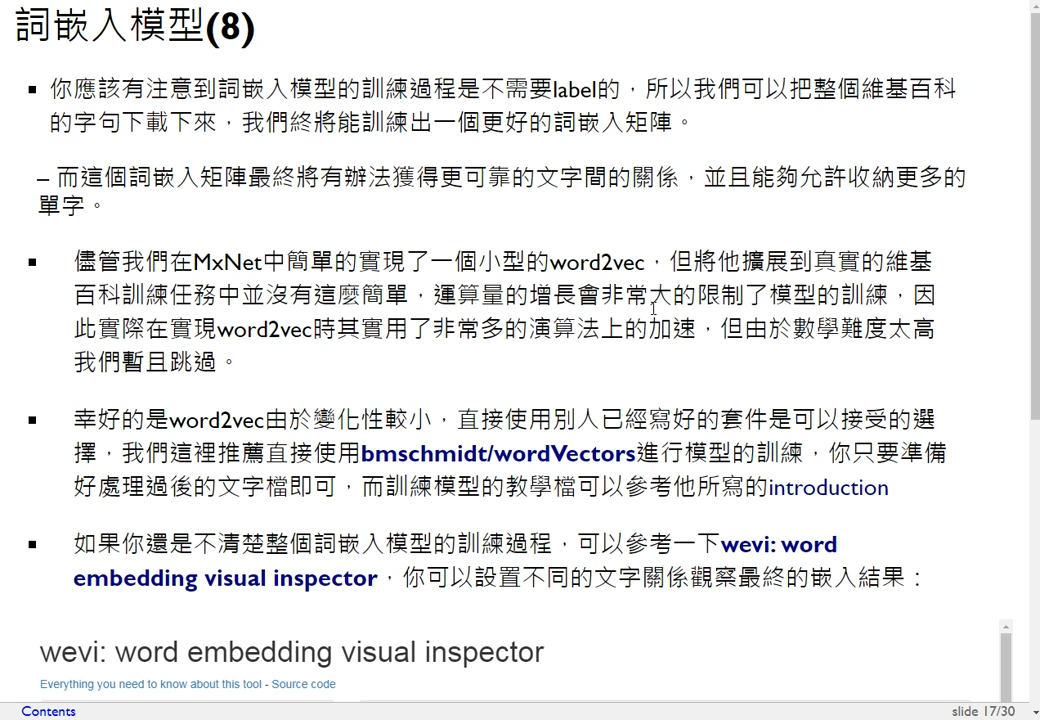 詞嵌入模型(8)
▪ 你應該有注意到詞嵌入模型的訓練過程是不需要label的，所以我們可以把整個維基百科
的字句下載下來，我們終將能訓練出一個更好的詞嵌入矩陣。
– 而這個詞嵌入矩陣最終將有辦法獲得更可靠的文字間的關係，並且能夠允許收納更多的
單字。
▪ 儘管我們在MxNet中簡單的實現了一個小型的word2vec，但將他擴展到真實的維基
百科訓練任務中並沒有這麼簡單，運算量的增長會非常大的限制了模型的訓練，因
此實際在實現word2vec時其實用了非常多的演算法上的加速，但由於數學難度太高
我們暫且跳過。
▪ 幸好的是word2vec由於變化性較小，直接使用別人已經寫好的套件是可以接受的選
擇，我們這裡推薦直接使用bmschmidt/wordVectors進行模型的訓練，你只要準備
好處理過後的文字檔即可，而訓練模型的教學檔可以參考他所寫的introduction
▪ 如果你還是不清楚整個詞嵌入模型的訓練過程，可以參考一下wevi: word
embedding visual inspector，你可以設置不同的文字關係觀察最終的嵌入結果：
wevi: word embedding visual inspector
Everything you need to know about this tool - Source code
Contents
slide 17/30